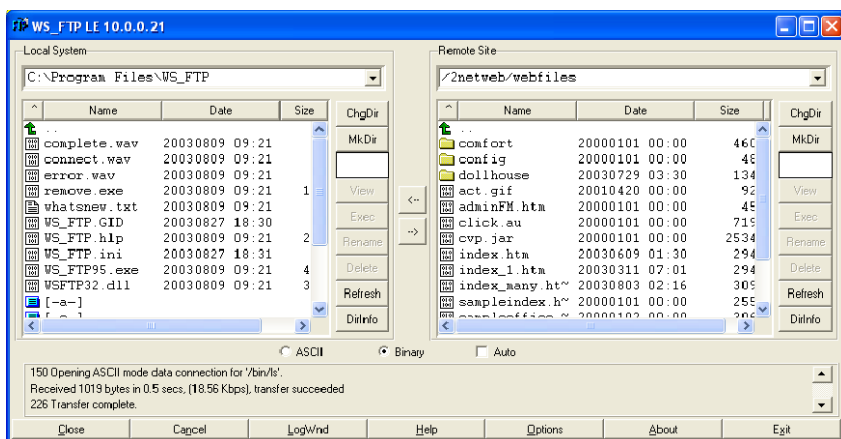 WS_FTP LE 10.0.0.21
Local System
C:\Program Files\WS_FTP
^ Name Date Size
..
complete.wav 20030809 09:21
connect.wav 20030809 09:21
error.wav 20030809 09:21
remove.exe 20030809 09:21 1
whatsnew.txt 20030809 09:21
WS_FTP.GID 20030827 18:30
WS_FTP.hlp 20030809 09:21 2
WS_FTP.ini 20030827 18:31
WS_FTP95.exe 20030809 09:21 4
WSFTP32.dll 20030809 09:21 3
[-a-]
ChgDir
MkDir
View
Exec
Rename
Delete
Refresh
DirInfo
<--
-->
Remote Site
/2netweb/webfiles
^ Name Date Size
..
comfort 20000101 00:00 460
config 20000101 00:00 48
dollhouse 20030729 03:30 134
act.gif 20010420 00:00 92
adminFM.htm 20000101 00:00 45
click.au 20000101 00:00 719
cvp.jar 20000101 00:00 2534
index.htm 20030609 01:30 294
index_1.htm 20030311 07:01 294
index_many.ht~ 20030803 02:16 309
sampleindex.h~ 20000101 00:00 255
ChgDir
MkDir
View
Exec
Rename
Delete
Refresh
DirInfo
ASCII Binary Auto
150 Opening ASCII mode data connection for '/bin/ls'.
Received 1019 bytes in 0.5 secs, (18.56 Kbps), transfer succeeded
226 Transfer complete.
Close Cancel LogWnd Help Options About Exit